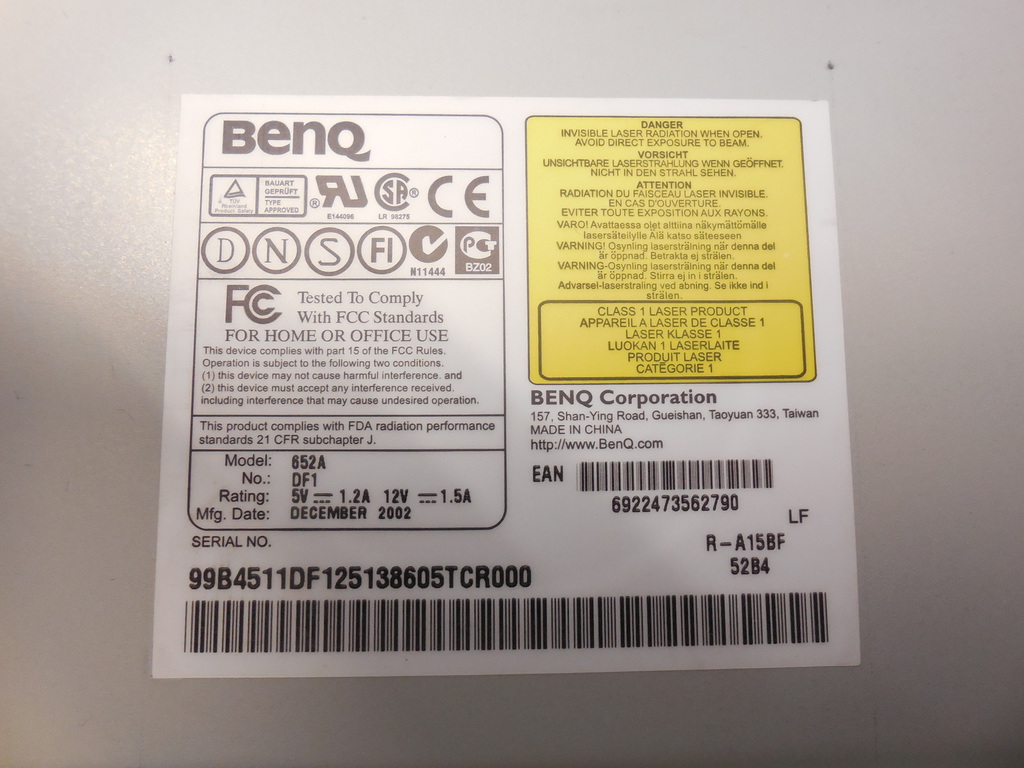 BenQ
TÜV
Rheinland
Product Safety
BAUART
GEPRÜFT
TYPE
APPROVED
E144096
LR 98275
CE
D N S FI
N11444
BZ02
FC
Tested To Comply
With FCC Standards
FOR HOME OR OFFICE USE
This device complies with part 15 of the FCC Rules.
Operation is subject to the following two conditions.
(1) this device may not cause harmful interference. and
(2) this device must accept any interference received.
including interference that may cause undesired operation.
This product complies with FDA radiation performance
standards 21 CFR subchapter J.
Model: 652A
No.: DF1
Rating: 5V 1.2A 12V 1.5A
Mfg. Date: DECEMBER 2002
DANGER
INVISIBLE LASER RADIATION WHEN OPEN.
AVOID DIRECT EXPOSURE TO BEAM.
VORSICHT
UNSICHTBARE LASERSTRAHLUNG WENN GEÖFFNET.
NICHT IN DEN STRAHL SEHEN.
ATTENTION
RADIATION DU FAISCEAU LASER INVISIBLE.
EN CAS D'OUVERTURE.
EVITER TOUTE EXPOSITION AUX RAYONS.
VARO! Avattaessa olet alttiina näkymättömälle
lasersäteilylle Älä katso säteeseen
VARNING! Osynling laserstrålning när denna del
är öppnad. Betrakta ej strålen.
VARNING-Osynling laserstrålning när denna del
är öppnad. Stirra ej in i strålen.
Advarsel-laserstraling ved abning. Se ikke ind i
strålen.
CLASS 1 LASER PRODUCT
APPAREIL A LASER DE CLASSE 1
LASER KLASSE 1
LUOKAN 1 LASERLAITE
PRODUIT LASER
CATÉGORIE 1
BENQ Corporation
157, Shan-Ying Road, Gueishan, Taoyuan 333, Taiwan
MADE IN CHINA
http://www.BenQ.com
EAN
6922473562790
LF
R-A15BF
52B4
SERIAL NO.
99B4511DF125138605TCR000